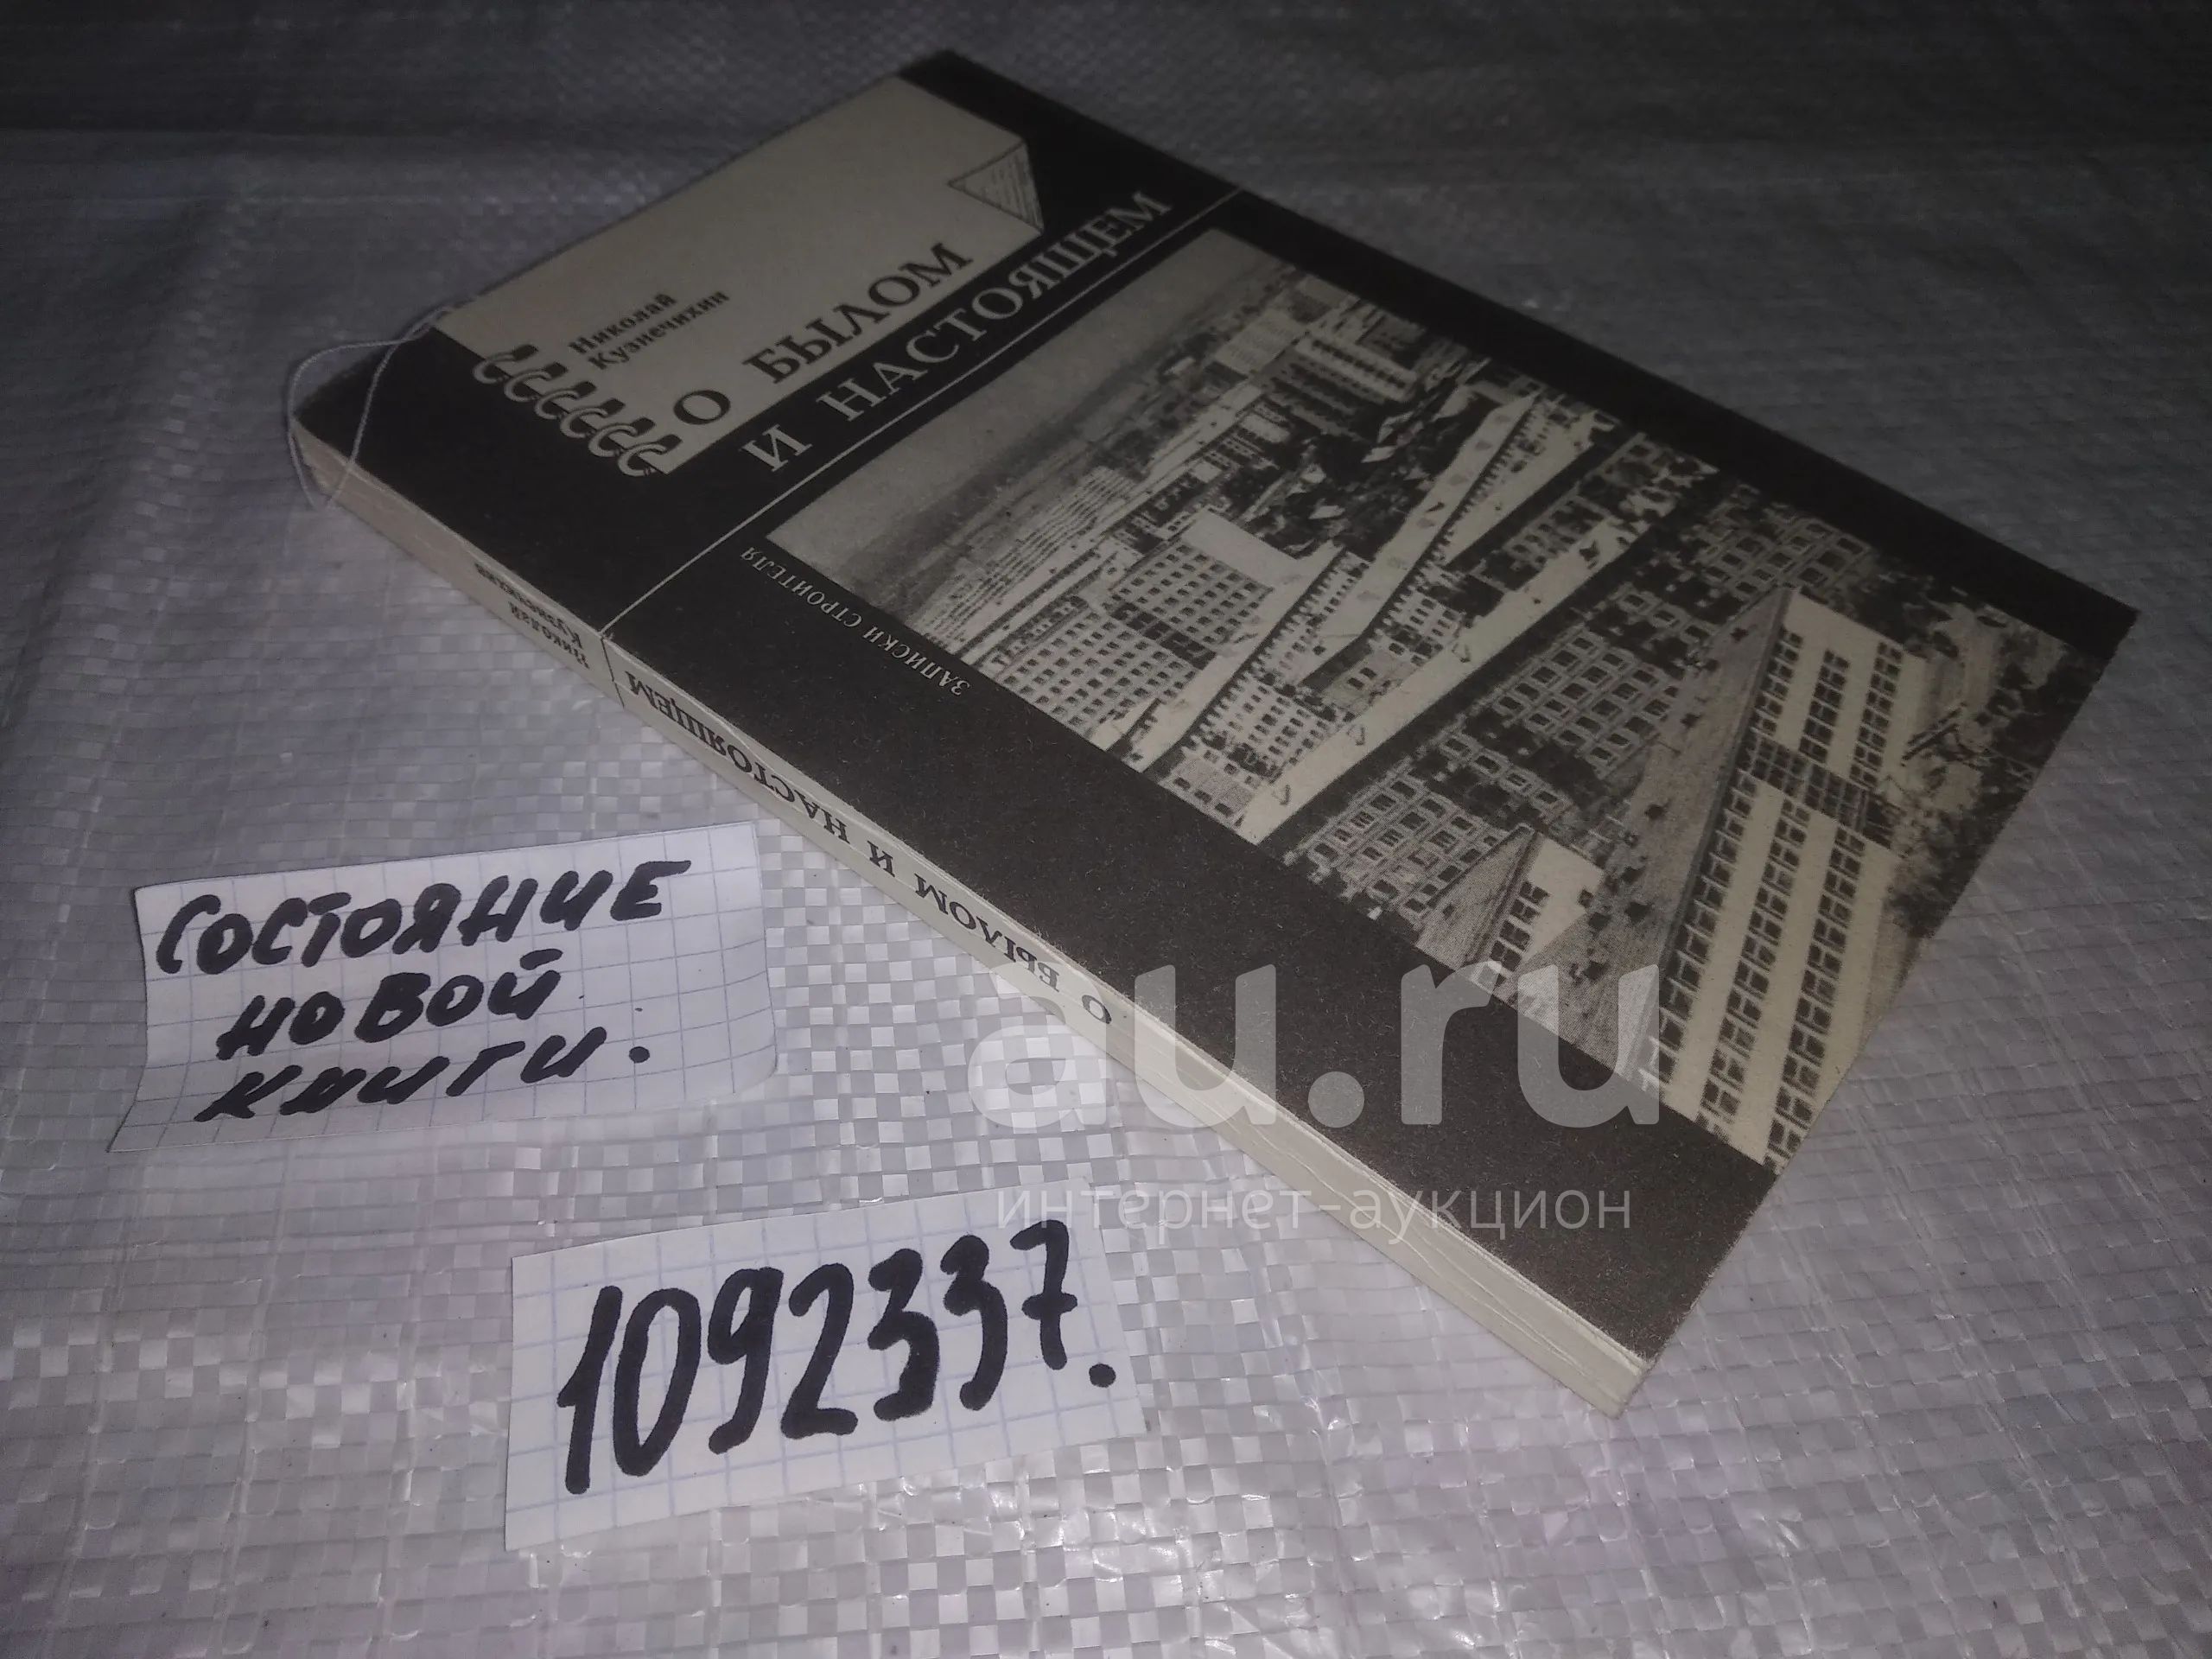 Николай
Кузнечихин
О БЫЛОМ
И НАСТОЯЩЕМ
ЗАПИСКИ СТРОИТЕЛЯ
Николай
Кузнечихин
О БЫЛОМ И НАСТОЯЩЕМ
СОСТОЯНИЕ
НОВОЙ
КНИГИ.
au.ru
интернет-аукцион
1092337.